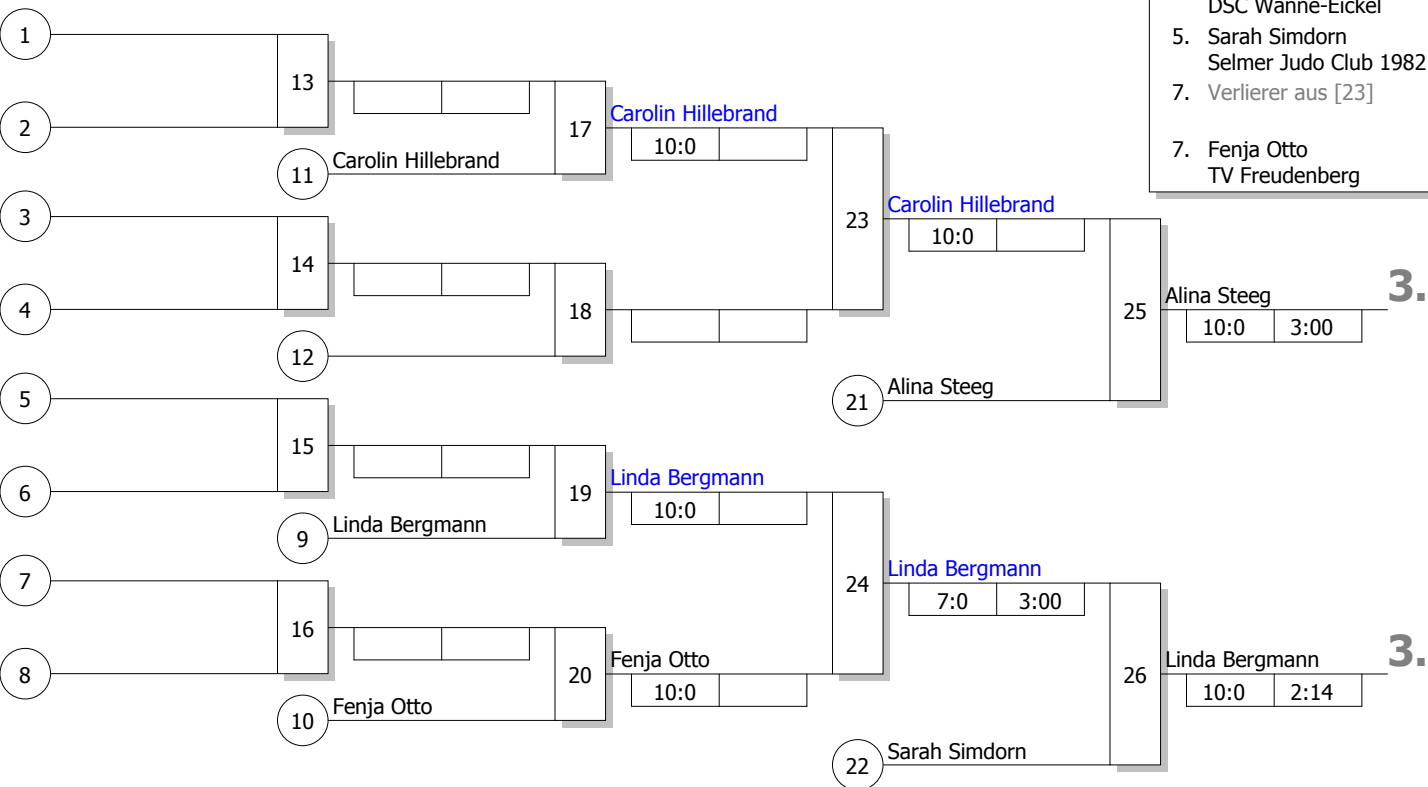 DSC Wanne-Eickel
5. Sarah Simdorn
Selmer Judo Club 1982
7. Verlierer aus [23]
7. Fenja Otto
TV Freudenberg
1
13
2
17
Carolin Hillebrand
10:0
11
Carolin Hillebrand
3
14
4
18
12
23
Carolin Hillebrand
10:0
25
Alina Steeg
3.
10:0
3:00
21
Alina Steeg
5
15
6
19
Linda Bergmann
10:0
9
Linda Bergmann
7
16
8
20
Fenja Otto
10:0
10
Fenja Otto
24
Linda Bergmann
7:0
3:00
26
Linda Bergmann
3.
10:0
2:14
22
Sarah Simdorn